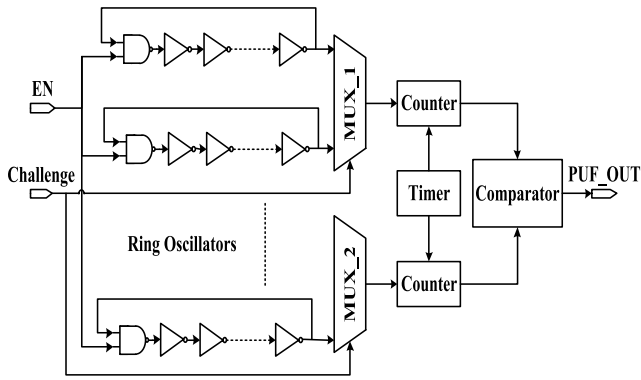 EN
MUX_1
Counter
Challenge
Timer
Comparator
PUF_OUT
Ring Oscillators
MUX_2
Counter